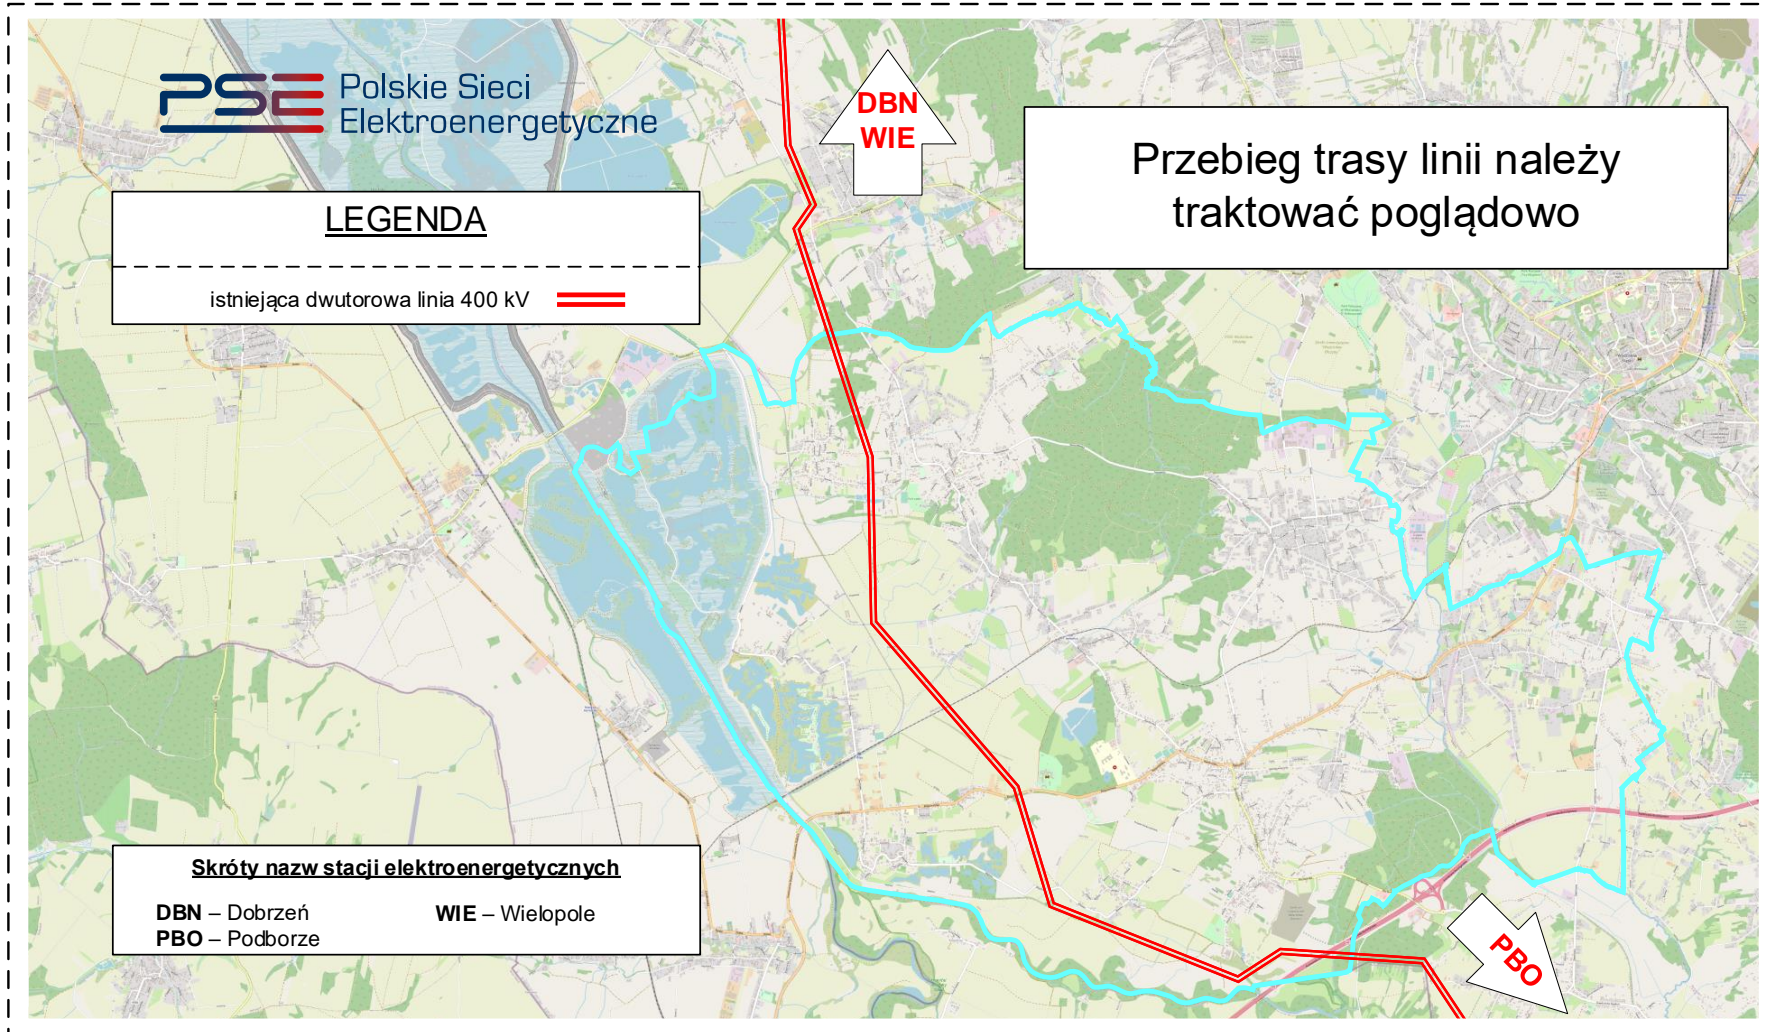 PSE Polskie Sieci
Elektroenergetyczne
DBN
WIE
Przebieg trasy linii należy
traktować poglądowo
LEGENDA
istniejąca dwutorowa linia 400 kV
Skróty nazw stacji elektroenergetycznych
DBN – Dobrzeń WIE – Wielopole
PBO – Podborze
PBO